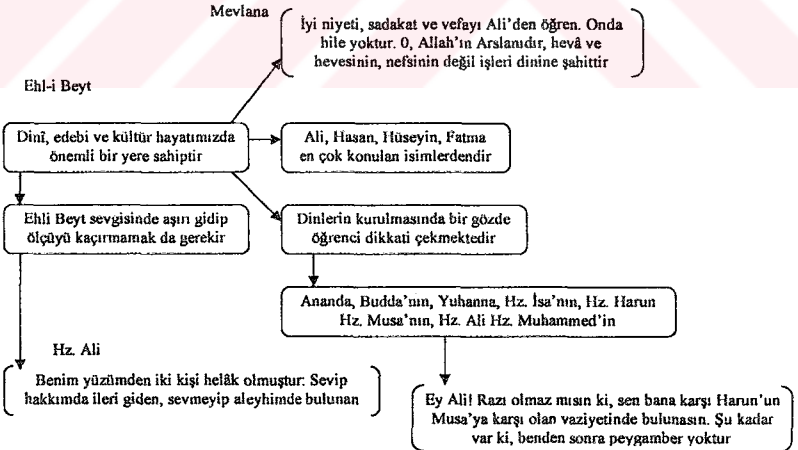 Mevlana
İyi niyeti, sadakat ve vefayı Ali'den öğren. Onda
hile yoktur. 0, Allah'ın Arslanıdır, hevâ ve
hevesinin, nefsinin değil işleri dinine şahittir
Ehl-i Beyt
Dinî, edebi ve kültür hayatımızda
önemli bir yere sahiptir
Ali, Hasan, Hüseyin, Fatma
en çok konulan isimlerdendir
Ehli Beyt sevgisinde aşırı gidip
ölçüyü kaçırmamak da gerekir
Dinlerin kurulmasında bir gözde
öğrenci dikkati çekmektedir
Ananda, Budda'nın, Yuhanna, Hz. İsa'nın, Hz. Harun
Hz. Musa'nın, Hz. Ali Hz. Muhammed'in
Hz. Ali
Benim yüzümden iki kişi helâk olmuştur: Sevip
hakkımda ileri giden, sevmeyip aleyhimde bulunan
Ey Ali! Razı olmaz mısın ki, sen bana karşı Harun'un
Musa'ya karşı olan vaziyetinde bulunasın. Şu kadar
var ki, benden sonra peygamber yoktur